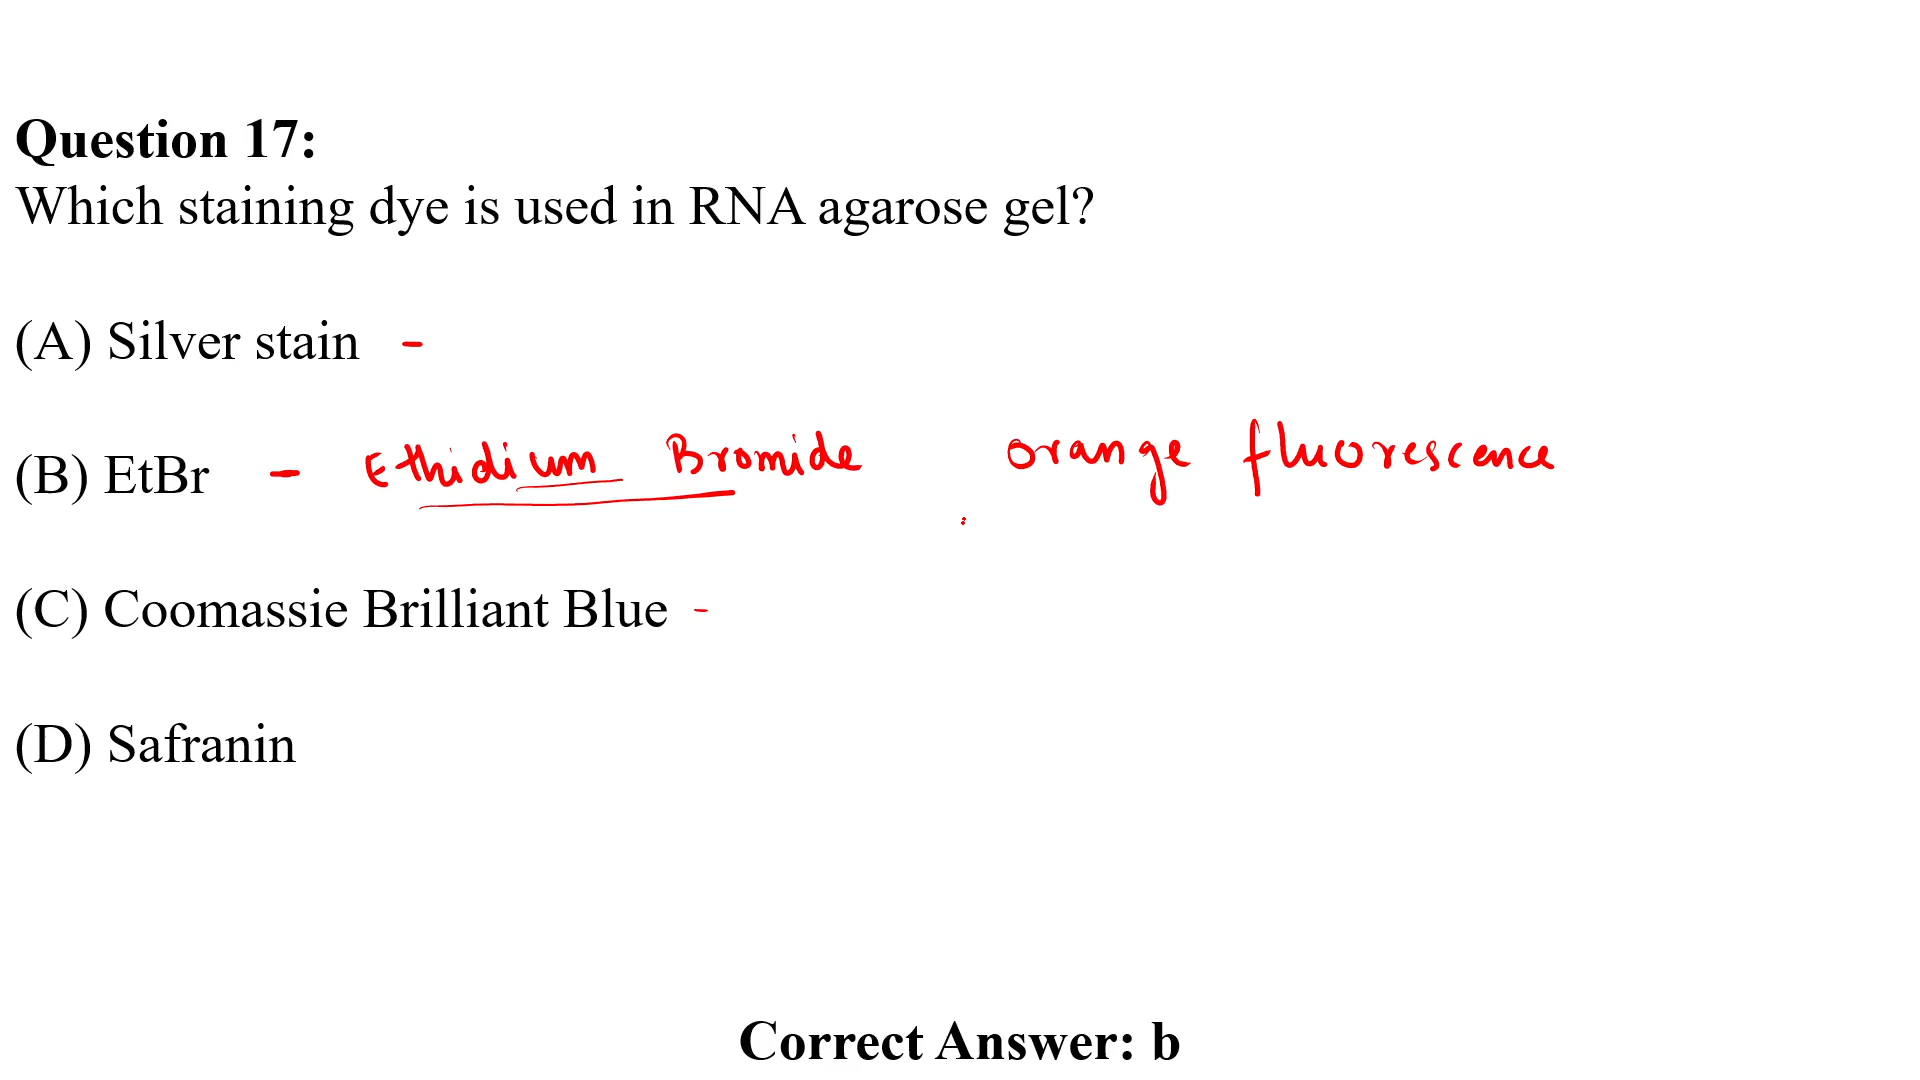 Question 17:
Which staining dye is used in RNA agarose gel?
(A) Silver stain -
(B) EtBr - Ethidium Bromide orange fluorescence
(C) Coomassie Brilliant Blue -
(D) Safranin
Correct Answer: b